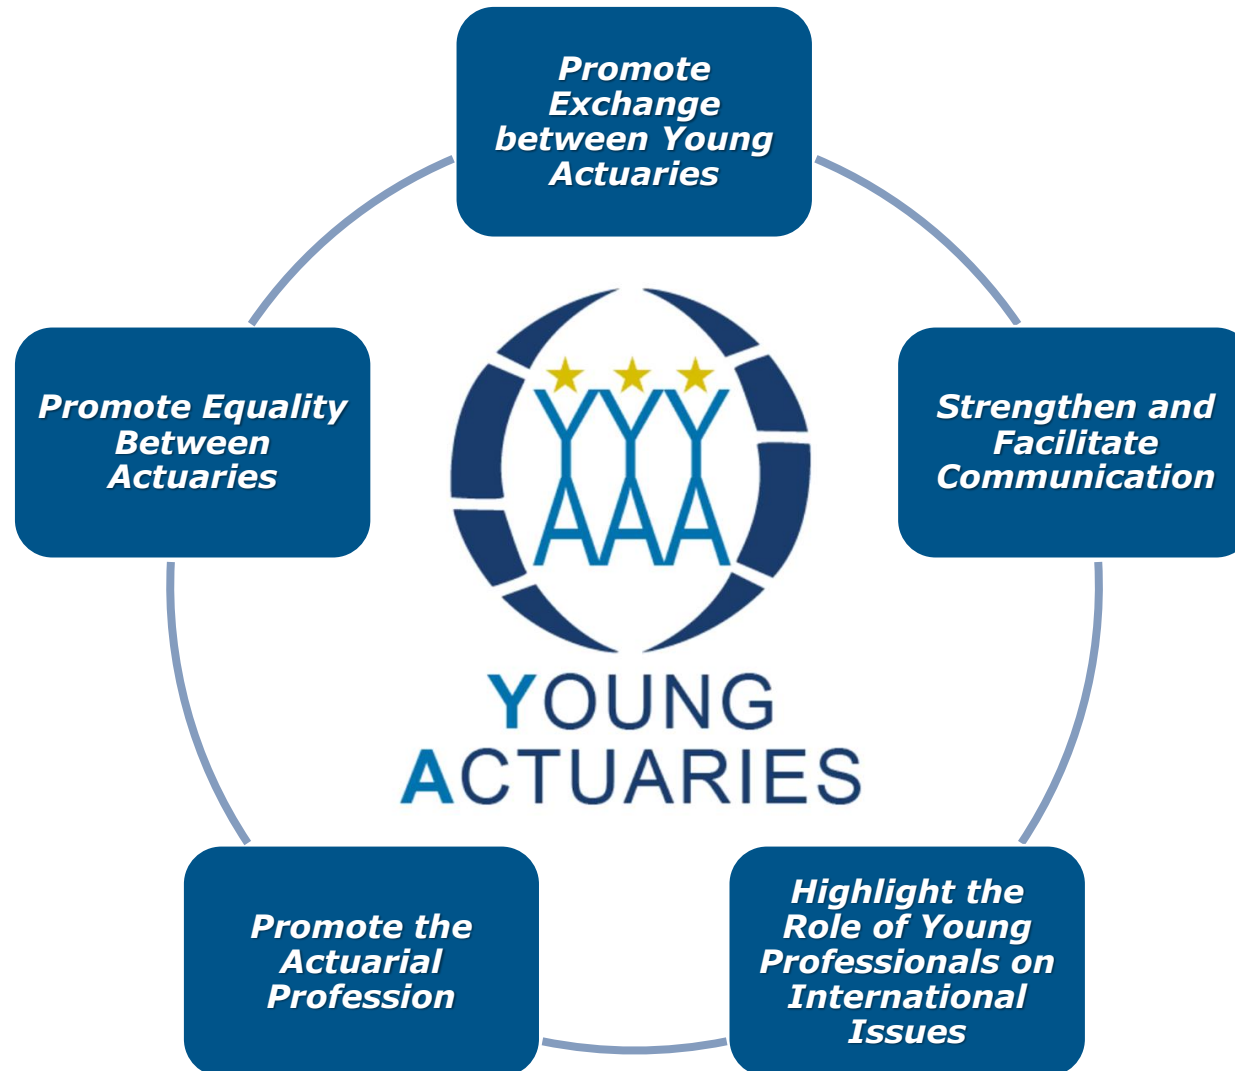 Promote
Exchange
between Young
Actuaries
Promote Equality
Between
Actuaries
Strengthen and
Facilitate
Communication
YYY
AAA
YOUNG
ACTUARIES
Promote the
Actuarial
Profession
Highlight the
Role of Young
Professionals on
International
Issues